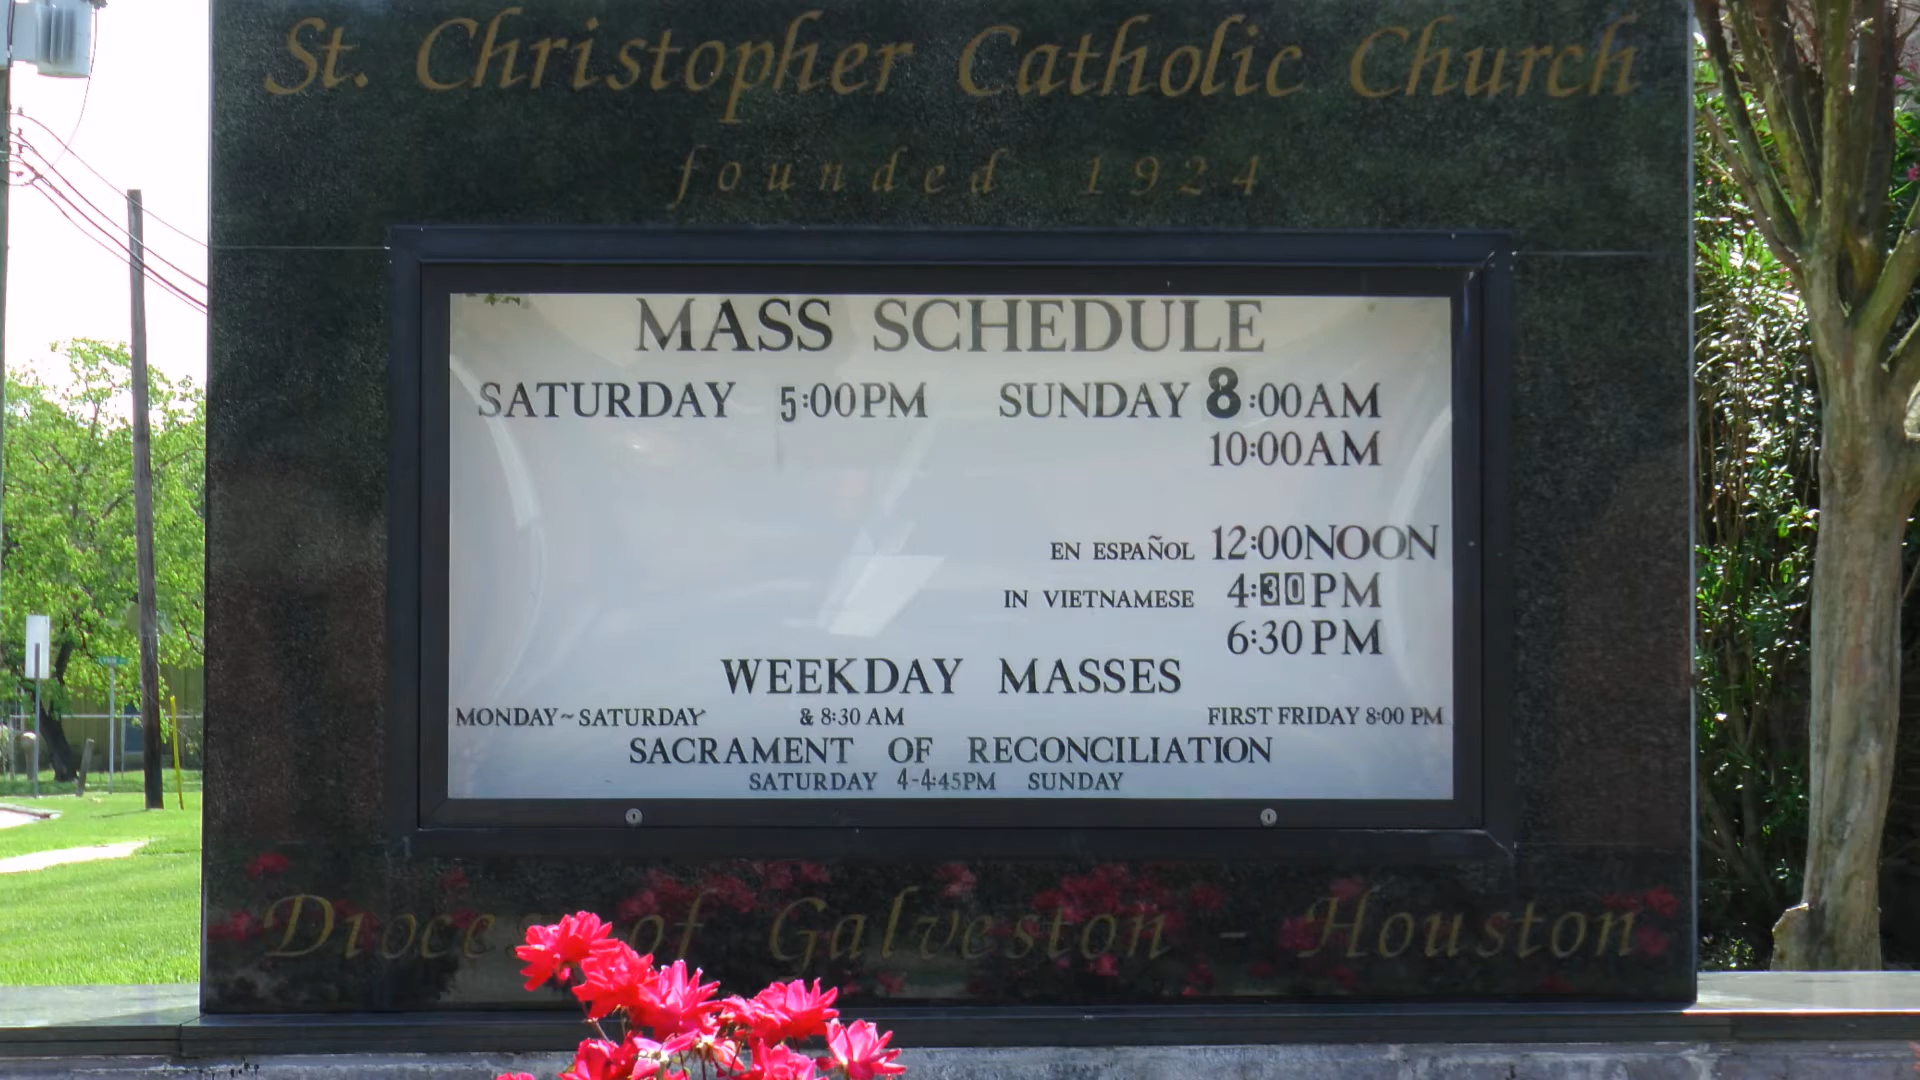 St. Christopher Catholic Church
founded 1924
MASS SCHEDULE
SATURDAY 5:00PM SUNDAY 8:00AM
10:00AM
EN ESPAÑOL 12:00NOON
IN VIETNAMESE 4:30PM
6:30PM
WEEKDAY MASSES
MONDAY~SATURDAY & 8:30 AM FIRST FRIDAY 8:00 PM
SACRAMENT OF RECONCILIATION
SATURDAY 4-4:45PM SUNDAY
of Galveston - Houston